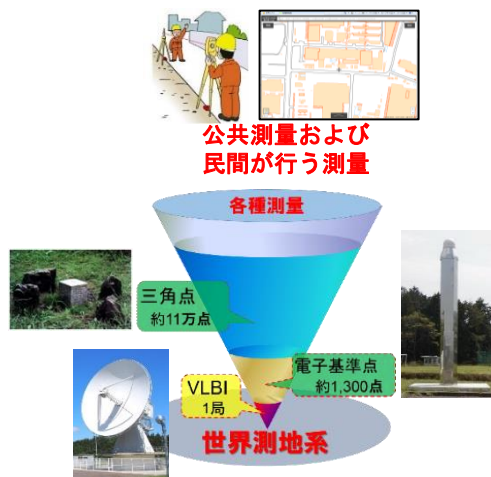 公共測量および
民間が行う測量
各種測量
三角点
約11万点
電子基準点
約1,300点
VLBI
1局
世界測地系